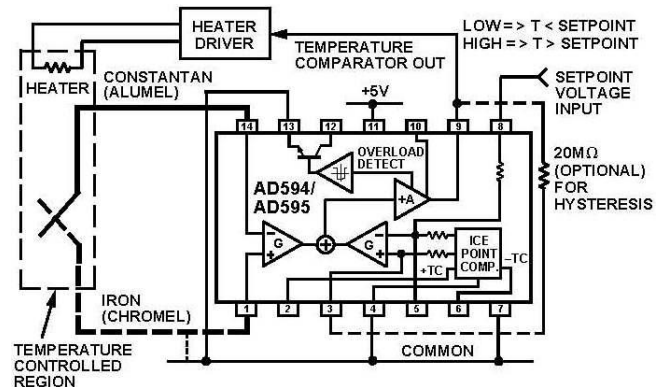 HEATER
DRIVER
LOW => T < SETPOINT
HIGH => T > SETPOINT
TEMPERATURE
COMPARATOR OUT
HEATER
CONSTANTAN
(ALUMEL)
+5V
SETPOINT
VOLTAGE
INPUT
14
13
12
11
10
9
8
OVERLOAD
DETECT
20MΩ
(OPTIONAL)
FOR
HYSTERESIS
AD594/
AD595
+A
– G +
+
– G +
ICE
POINT
COMP.
+TC
–TC
1
2
3
4
5
6
7
IRON
(CHROMEL)
COMMON
TEMPERATURE
CONTROLLED
REGION